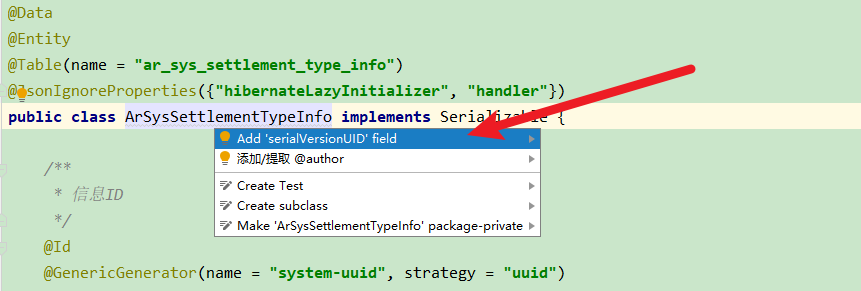 @Data
@Entity
@Table(name = "ar_sys_settlement_type_info")
@JsonIgnoreProperties({"hibernateLazyInitializer", "handler"})
public class ArSysSettlementTypeInfo implements Serializable {
Add 'serialVersionUID' field
添加/提取 @author
Create Test
Create subclass
Make 'ArSysSettlementTypeInfo' package-private
/**
* 信息ID
*/
@Id
@GenericGenerator(name = "system-uuid", strategy = "uuid")